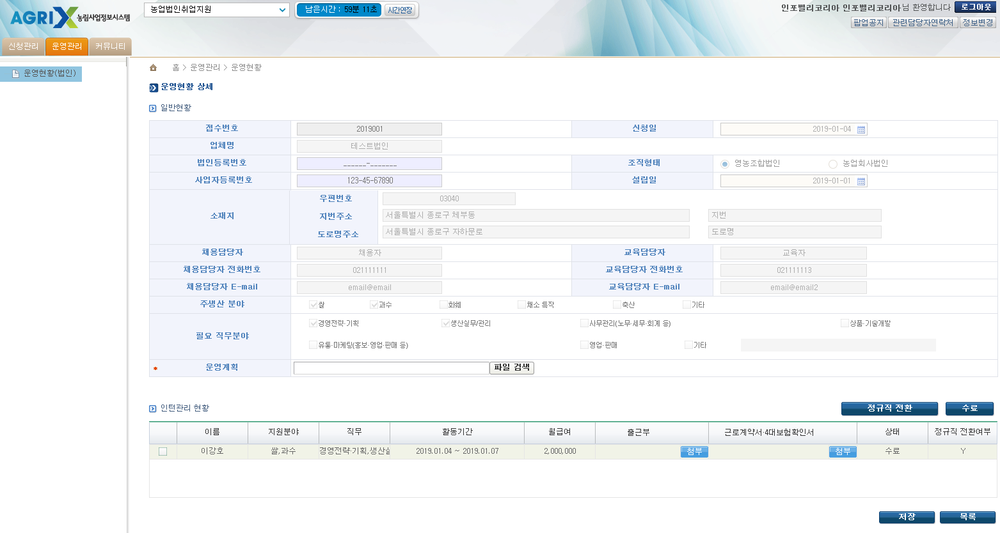 AGRIX 농림사업정보시스템
농업법인취업지원
남은시간 : 59분 11초 시간연장
인포밸리코리아 인포밸리코리아님 환영합니다 로그아웃
팝업공지 관련담당자연락처 정보변경
신청관리 운영관리 커뮤니티
운영현황(법인)
홈 > 운영관리 > 운영현황
운영현황 상세
일반현황
접수번호 2019001 신청일 2019-01-04
업체명 테스트법인
법인등록번호 ______-_______ 조직형태 영농조합법인 농업회사법인
사업자등록번호 123-45-67890 설립일 2019-01-01
소재지 우편번호 03040
지번주소 서울특별시 종로구 체부동 지번
도로명주소 서울특별시 종로구 자하문로 도로명
채용담당자 채용자 교육담당자 교육자
채용담당자 전화번호 021111111 교육담당자 전화번호 021111113
채용담당자 E-mail email@email 교육담당자 E-mail email@email2
주생산 분야 쌀 과수 화훼 채소 특작 축산 기타
필요 직무분야 경영전략·기획 생산실무/관리 사무관리(노무·세무·회계 등) 상품·기술개발
유통·마케팅(홍보·영업·판매 등) 영업·판매 기타
* 운영계획 파일 검색
인턴관리 현황 정규직 전환 수료
이름 지원분야 직무 활동기간 월급여 출근부 근로계약서·4대보험확인서 상태 정규직 전환여부
이강호 쌀,과수 경영전략·기획,생산실 2019.01.04 ~ 2019.01.07 2,000,000 첨부 첨부 수료 Y
저장 목록